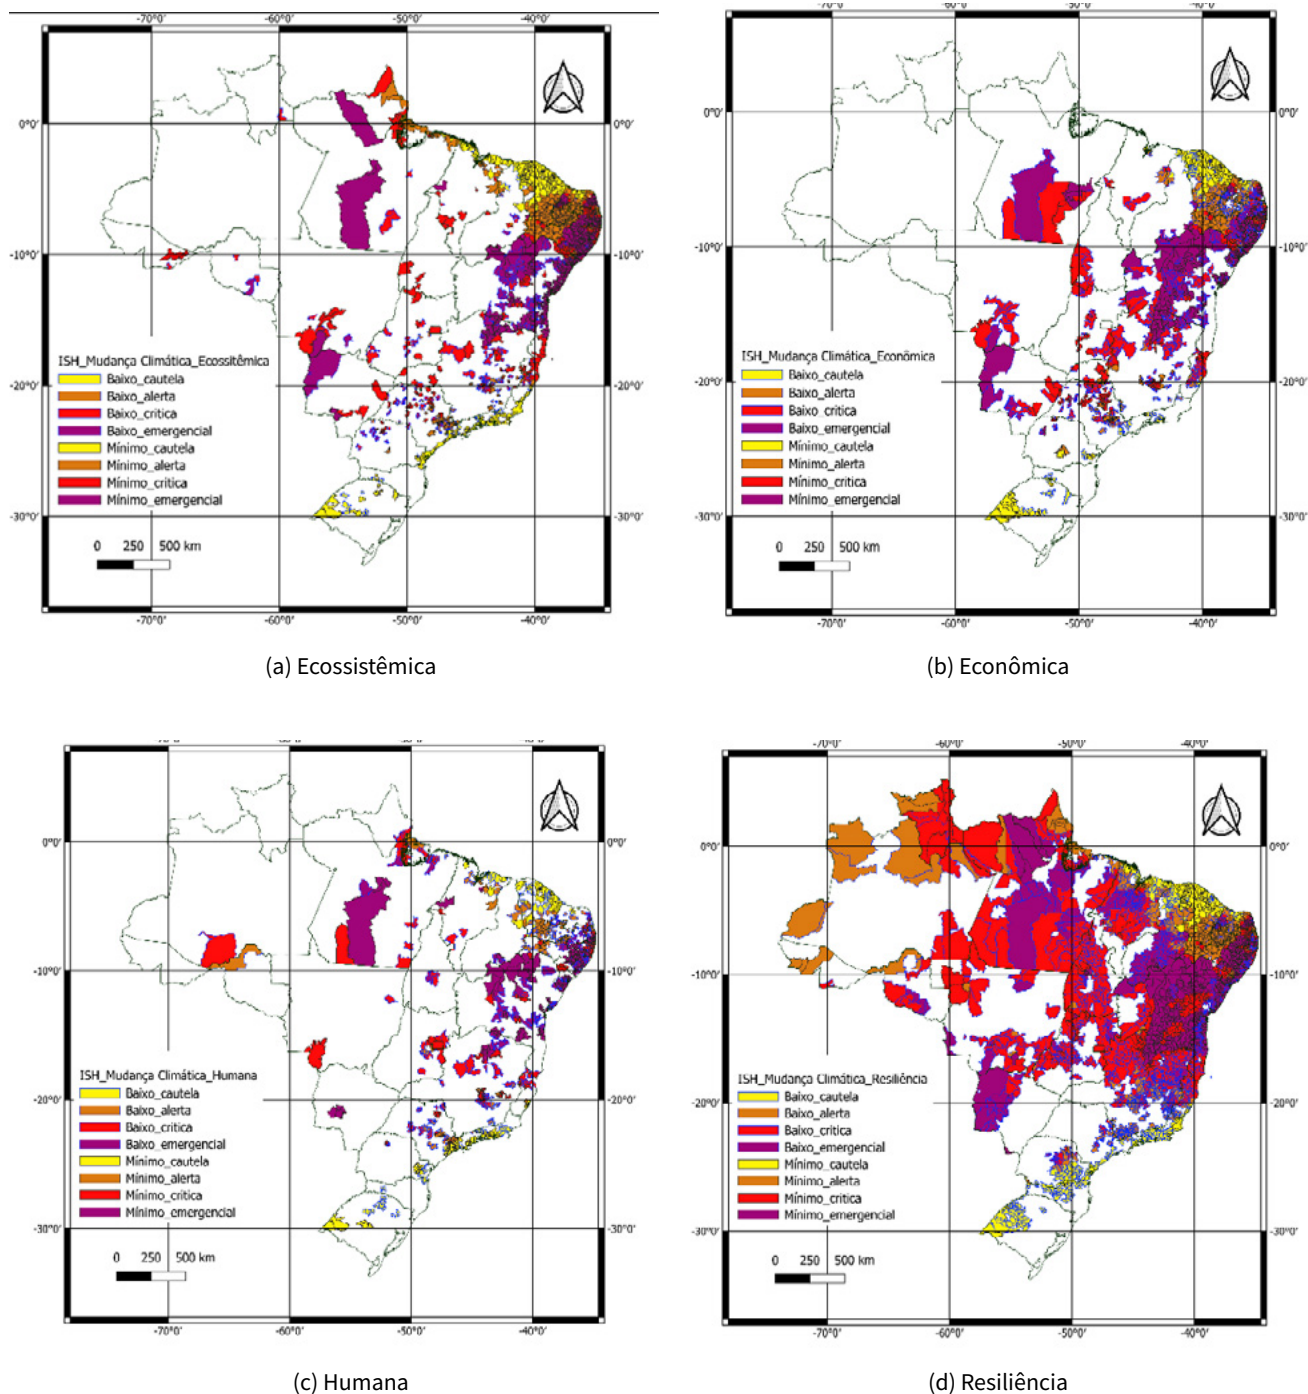 -70°0' -60°0' -50°0' -40°0'
0°0' 0°0'
-10°0' -10°0'
ISH_Mudança Climática_Ecossitêmica
Baixo_cautela
-20°0' -20°0'
Baixo_alerta
Baixo_critica
Baixo_emergencial
Mínimo_cautela
Mínimo_alerta
Mínimo_critica
Mínimo_emergencial
-30°0' -30°0'
0 250 500 km
-70°0' -60°0' -50°0' -40°0'
(a) Ecossistêmica
-70°0' -60°0' -50°0' -40°0'
0°0' 0°0'
-10°0' -10°0'
ISH_Mudança Climática_Econômica
Baixo_cautela
-20°0' -20°0'
Baixo_alerta
Baixo_critica
Baixo_emergencial
Mínimo_cautela
Mínimo_alerta
Mínimo_critica
Mínimo_emergencial
-30°0' -30°0'
0 250 500 km
-70°0' -60°0' -50°0' -40°0'
(b) Econômica
0°0' 0°0'
-10°0' -10°0'
ISH_Mudança Climática_Humana
Baixo_cautela
-20°0' -20°0'
Baixo_alerta
Baixo_critica
Baixo_emergencial
Mínimo_cautela
Mínimo_alerta
Mínimo_critica
Mínimo_emergencial
-30°0' -30°0'
0 250 500 km
-70°0' -60°0' -50°0' -40°0'
(c) Humana
-70°0' -60°0' -50°0' -40°0'
0°0' 0°0'
-10°0' -10°0'
ISH_Mudança Climática_Resiliência
Baixo_cautela
-20°0' -20°0'
Baixo_alerta
Baixo_critica
Baixo_emergencial
Mínimo_cautela
Mínimo_alerta
Mínimo_critica
Mínimo_emergencial
-30°0' -30°0'
0 250 500 km
-70°0' -60°0' -50°0' -40°0'
(d) Resiliência